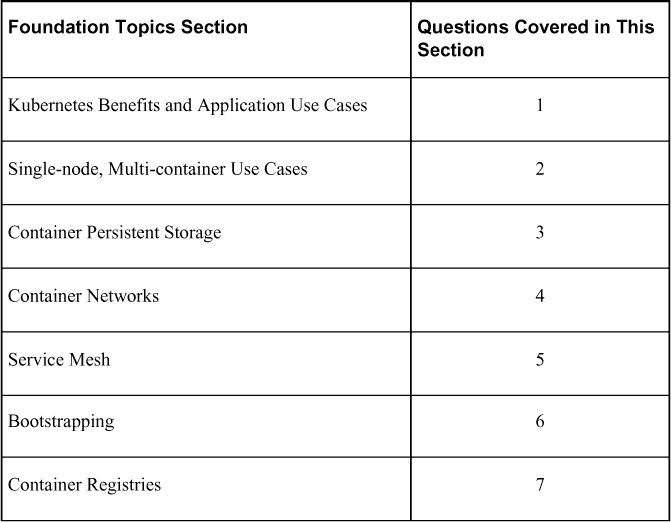 Foundation Topics Section
Questions Covered in This
Section
Kubernetes Benefits and Application Use Cases
1
Single-node, Multi-container Use Cases
2
Container Persistent Storage
3
Container Networks
4
Service Mesh
5
Bootstrapping
6
Container Registries
7